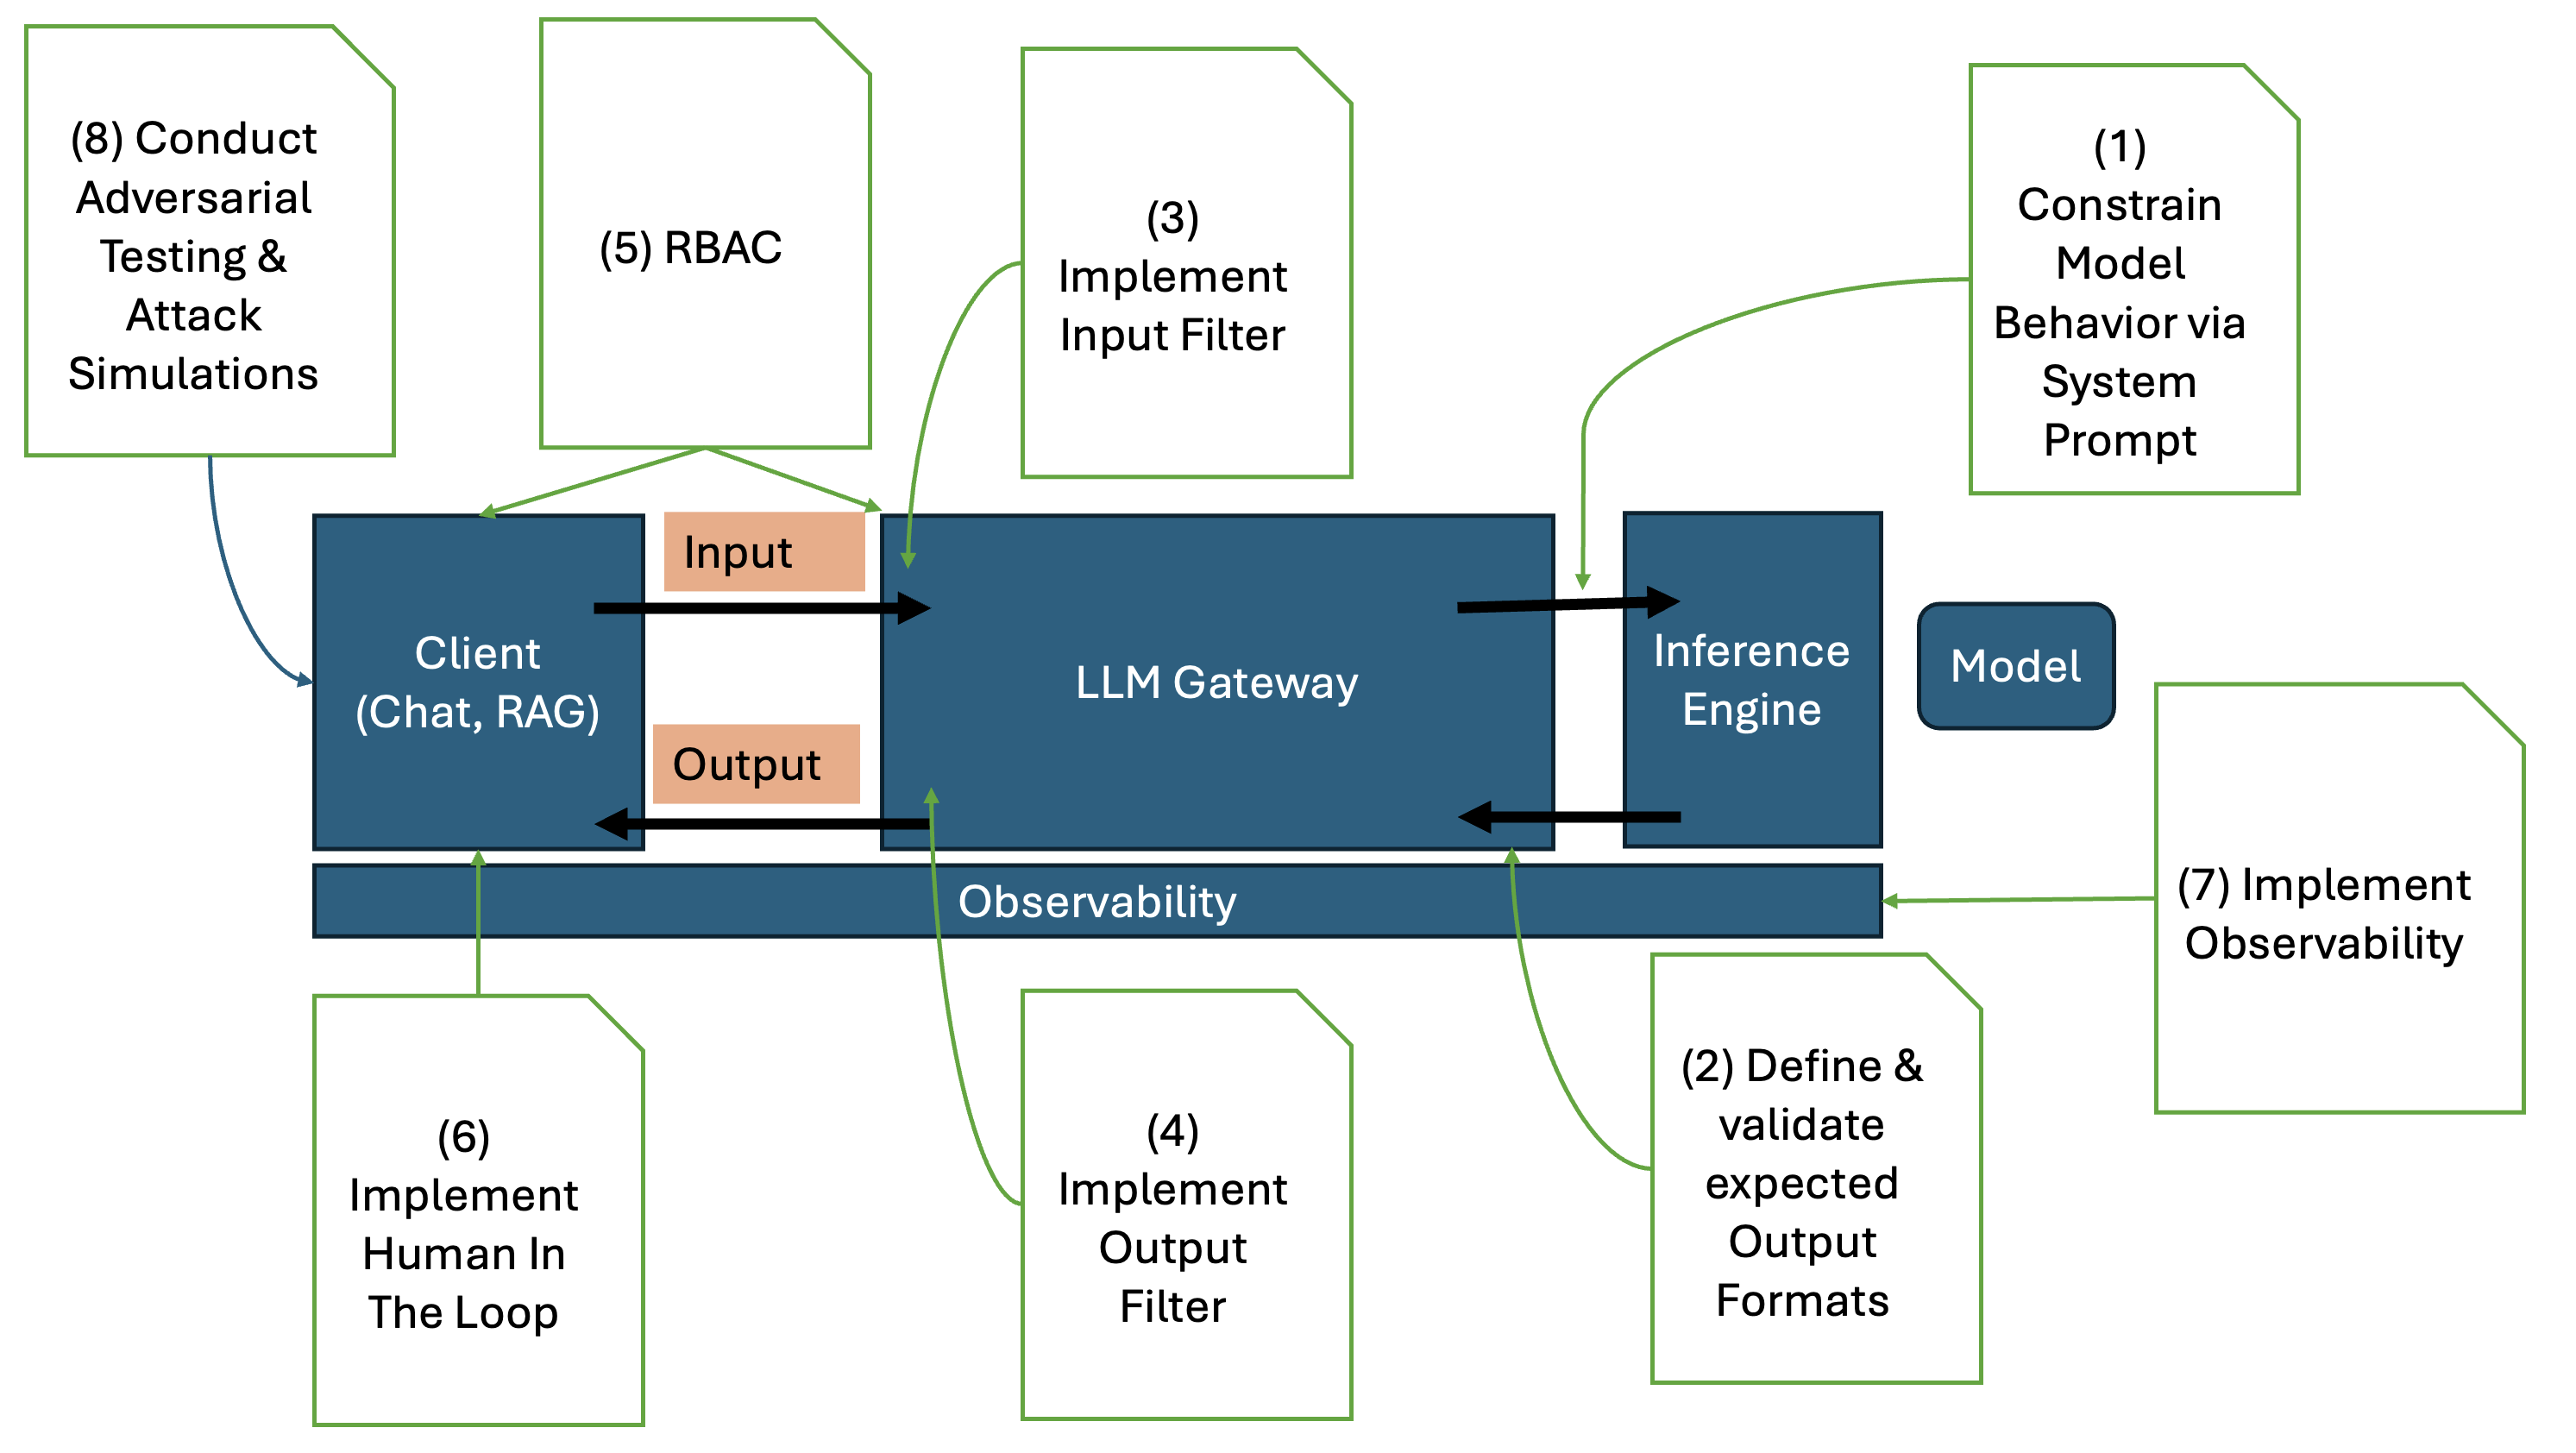 (8) Conduct
Adversarial
Testing &
Attack
Simulations
(5) RBAC
(3)
Implement
Input Filter
(1)
Constrain
Model
Behavior via
System
Prompt
Input
Client
(Chat, RAG)
LLM Gateway
Inference
Engine
Model
Output
Observability
(7) Implement
Observability
(6)
Implement
Human In
The Loop
(4)
Implement
Output
Filter
(2) Define &
validate
expected
Output
Formats